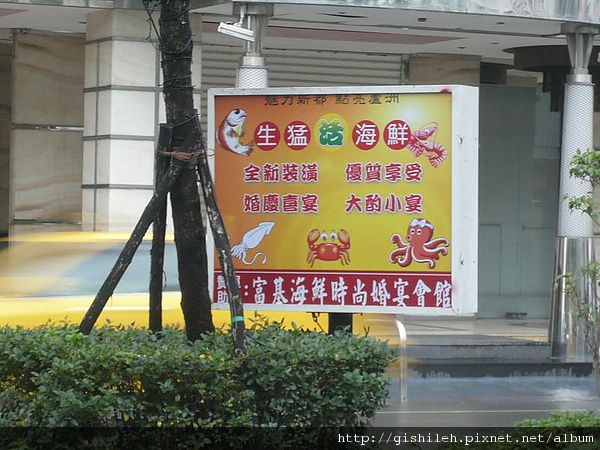 魅力新都 點亮蘆洲
生猛活海鮮
全新裝潢 優質享受
婚慶喜宴 大酌小宴
助：富基海鮮時尚婚宴會館
http://gishileh.pixnet.net/album